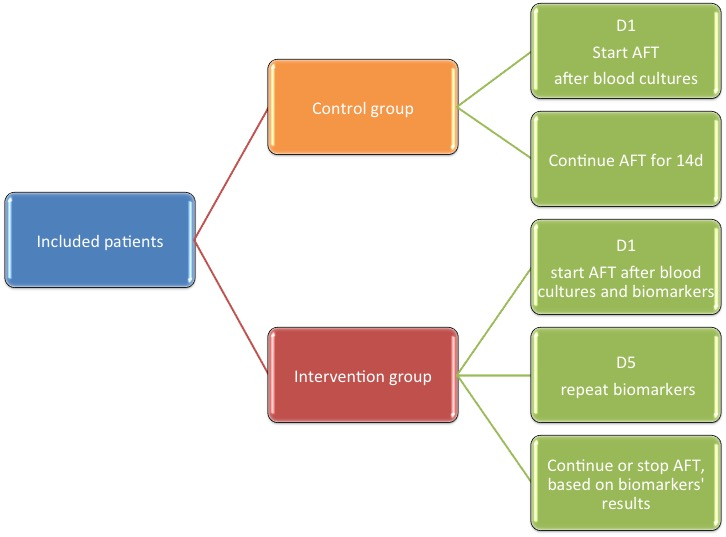 Included patients
Control group
D1
Start AFT
after blood cultures
Continue AFT for 14d
Intervention group
D1
start AFT after blood
cultures and biomarkers
D5
repeat biomarkers
Continue or stop AFT,
based on biomarkers'
results